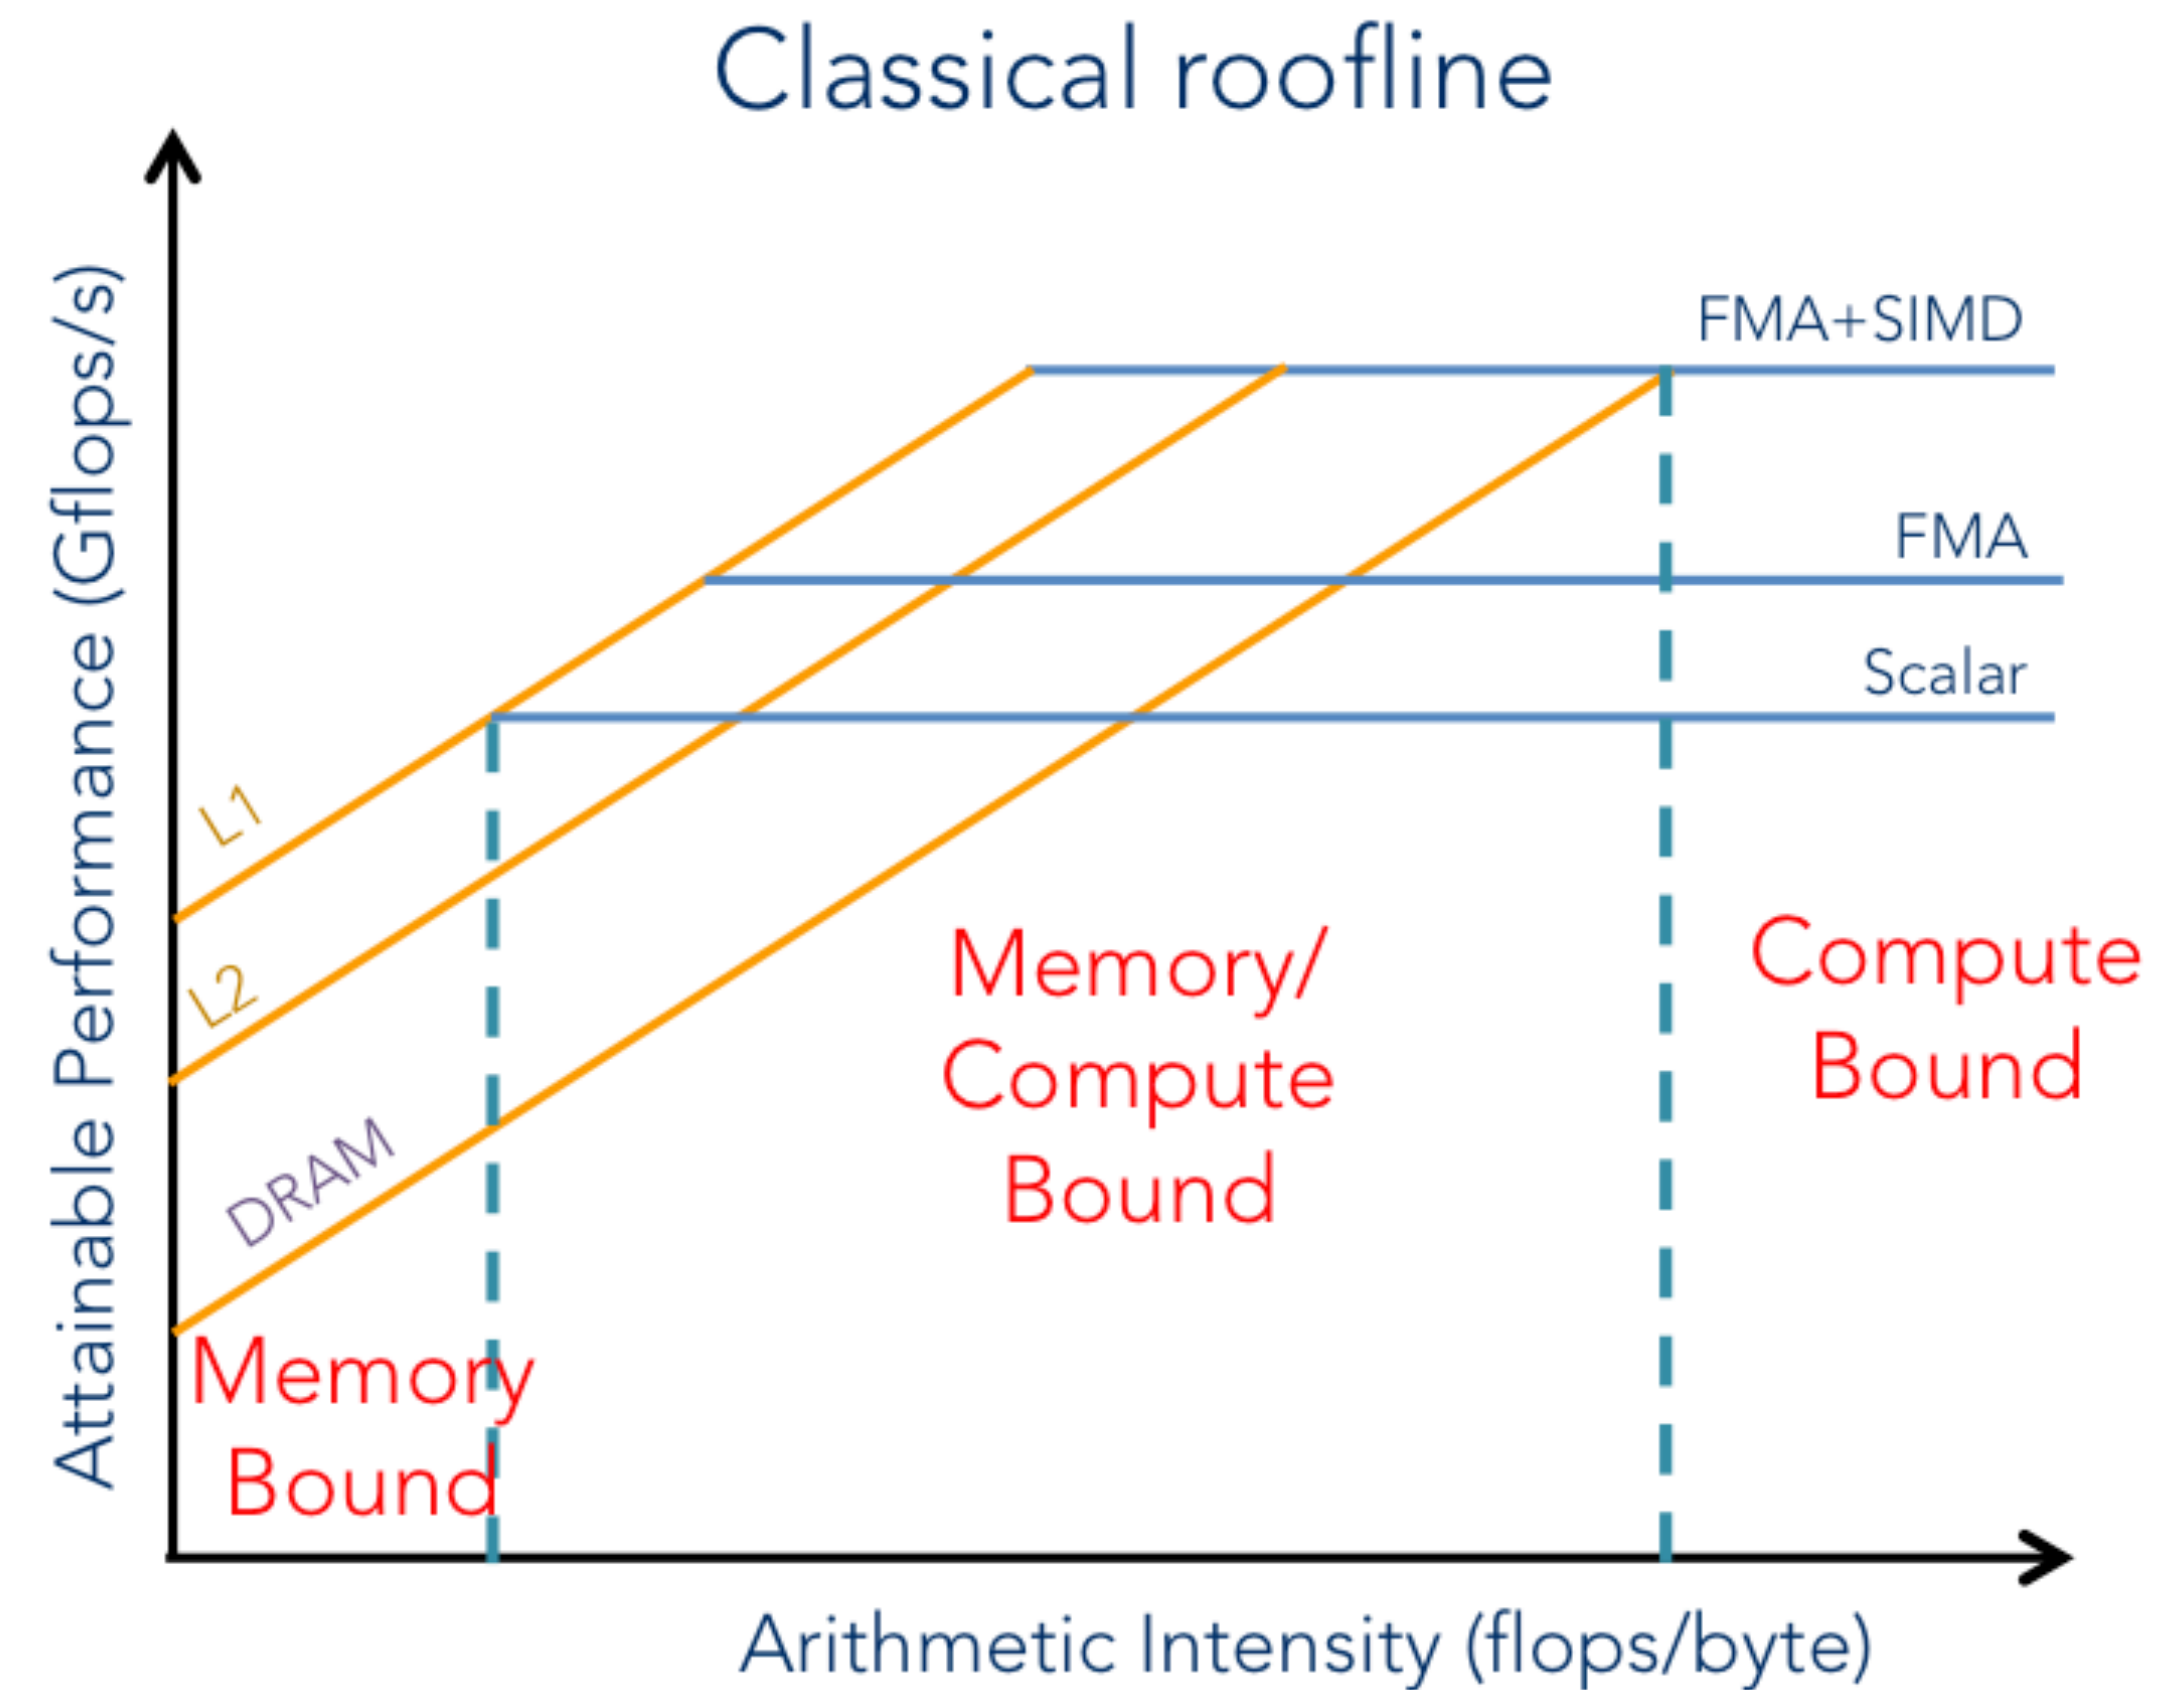 Classical roofline
Attainable Performance (Gflops/s)
FMA+SIMD
FMA
Scalar
L1
L2
DRAM
Memory/
Compute
Bound
Compute
Bound
Memory
Bound
Arithmetic Intensity (flops/byte)